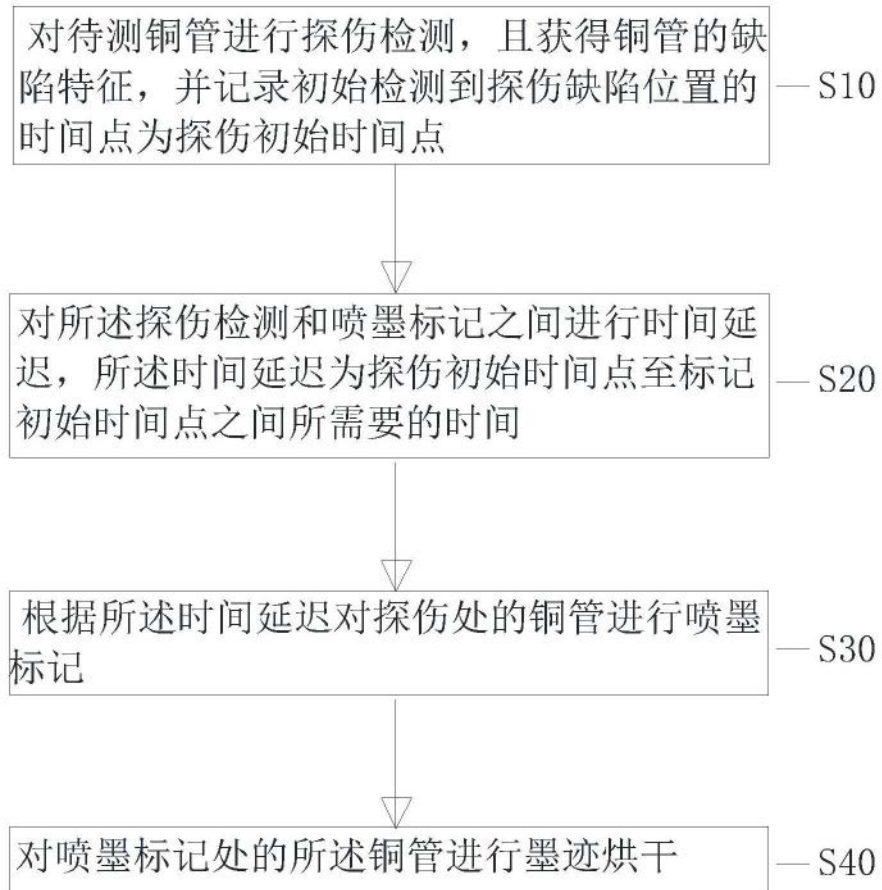 对待测铜管进行探伤检测，且获得铜管的缺
陷特征，并记录初始检测到探伤缺陷位置的
时间点为探伤初始时间点
S10
对所述探伤检测和喷墨标记之间进行时间延
迟，所述时间延迟为探伤初始时间点至标记
初始时间点之间所需要的时间
S20
根据所述时间延迟对探伤处的铜管进行喷墨
标记
S30
对喷墨标记处的所述铜管进行墨迹烘干
S40